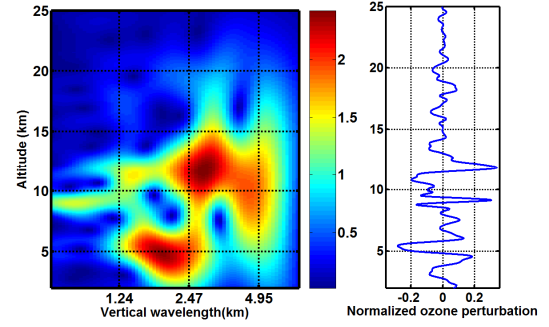 25
20
15
10
5
Altitude (km)
1.24 2.47 4.95
Vertical wavelength(km)
2
1.5
1
0.5
25
20
15
10
5
-0.2 0 0.2
Normalized ozone perturbation